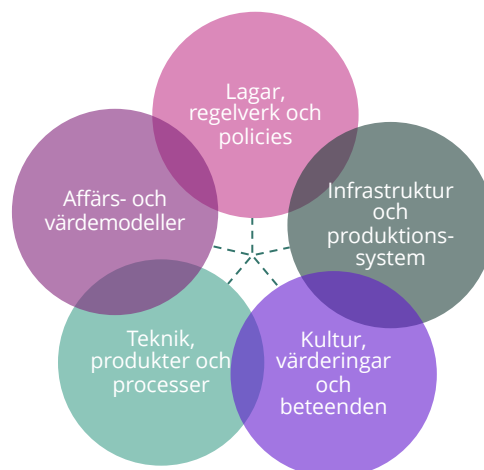 Lagar,
regelverk och
policies
Affärs- och
värdemodeller
Infrastruktur
och
produktions-
system
Teknik,
produkter och
processer
Kultur,
värderingar
och
beteenden